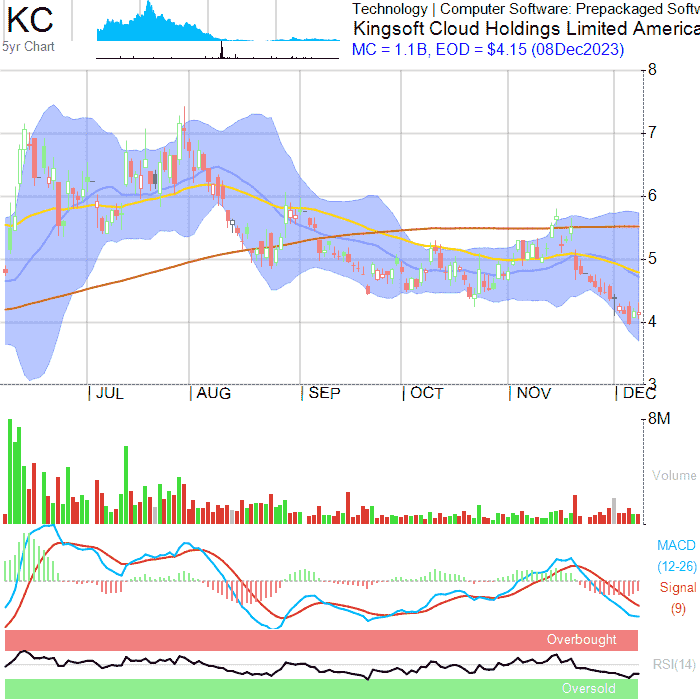 KC
Technology | Computer Software: Prepackaged Softw
Kingsoft Cloud Holdings Limited America
5yr Chart
MC = 1.1B, EOD = $4.15 (08Dec2023)
8
7
6
5
4
3
JUL
AUG
SEP
OCT
NOV
DEC
8M
Volume
MACD
(12-26)
Signal
(9)
Overbought
RSI(14)
Oversold